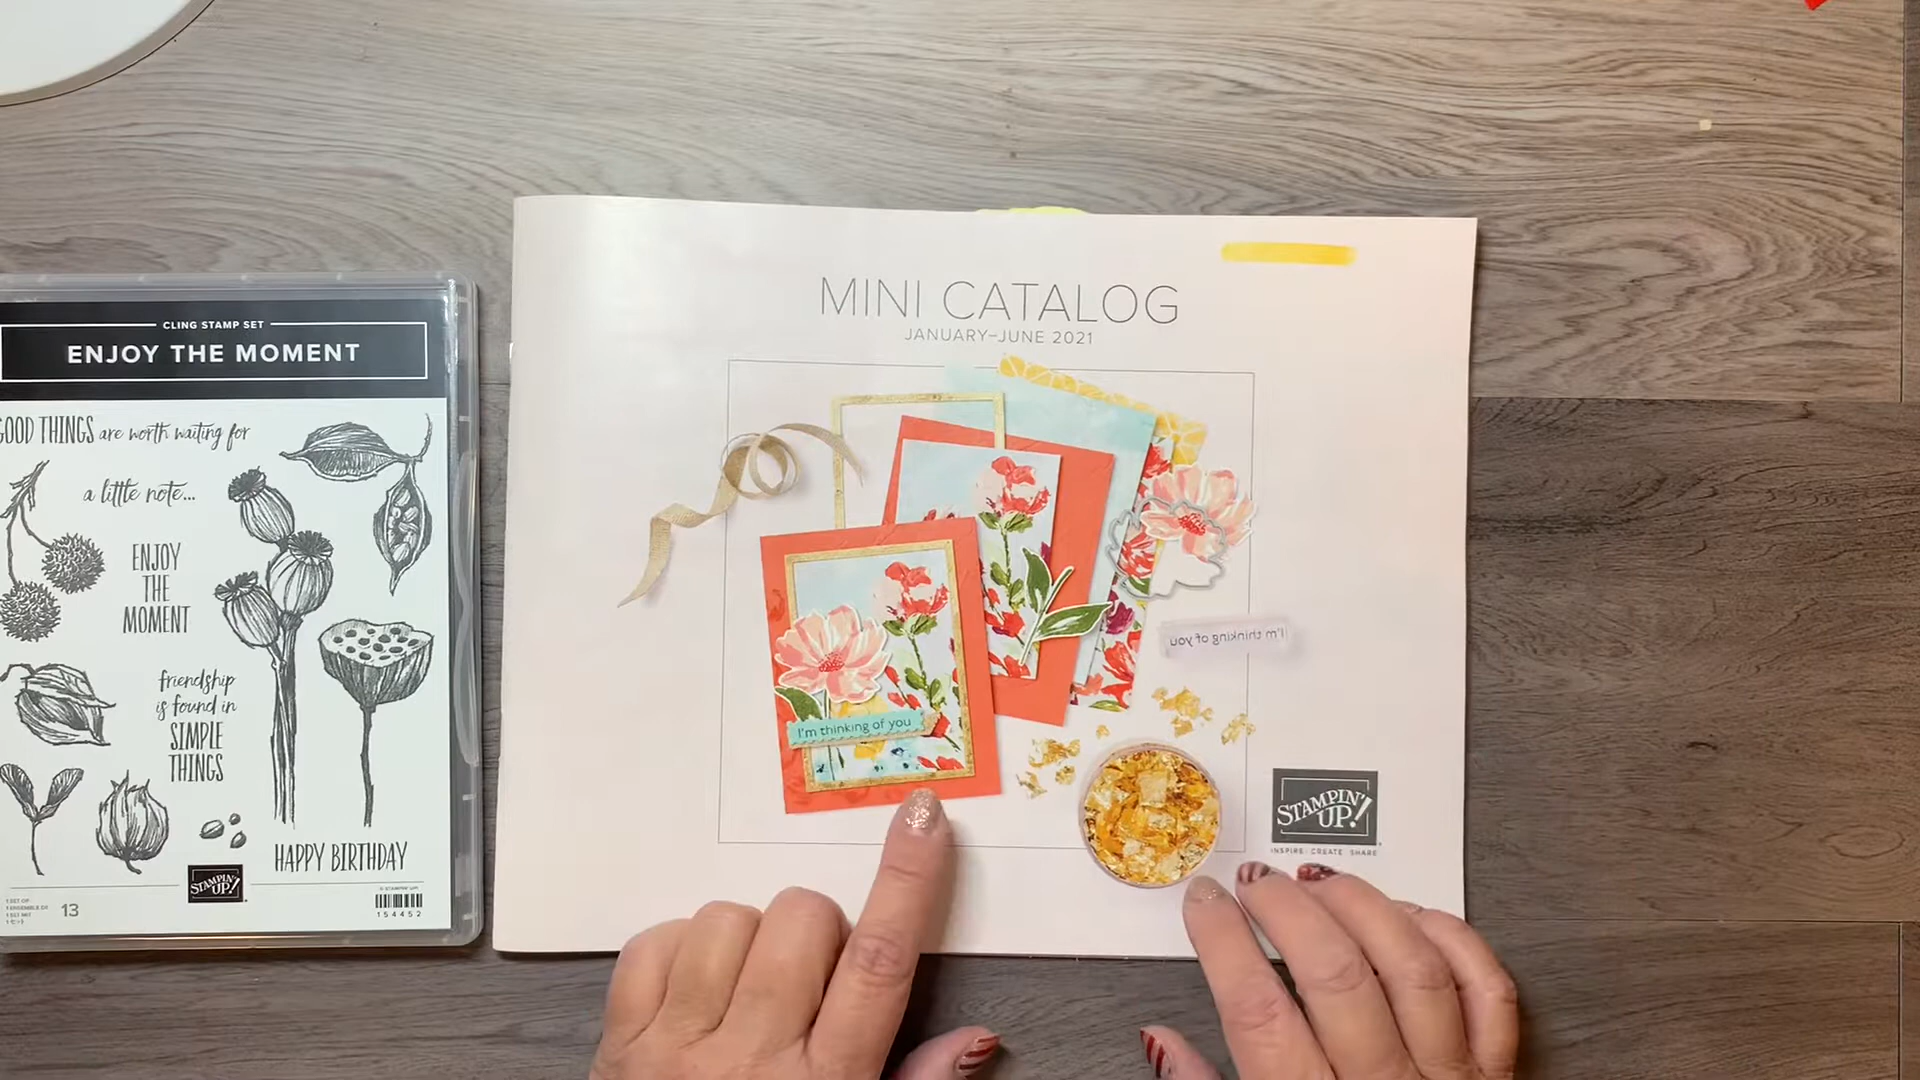 CLING STAMP SET
ENJOY THE MOMENT
GOOD THINGS are worth waiting for
a little note...
ENJOY
THE
MOMENT
friendship
is found in
SIMPLE
THINGS
HAPPY BIRTHDAY
STAMPIN' UP!
13
© STAMPIN' UP!
154452
MINI CATALOG
JANUARY–JUNE 2021
I'm thinking of you
I'm thinking of you
STAMPIN' UP!
INSPIRE. CREATE. SHARE